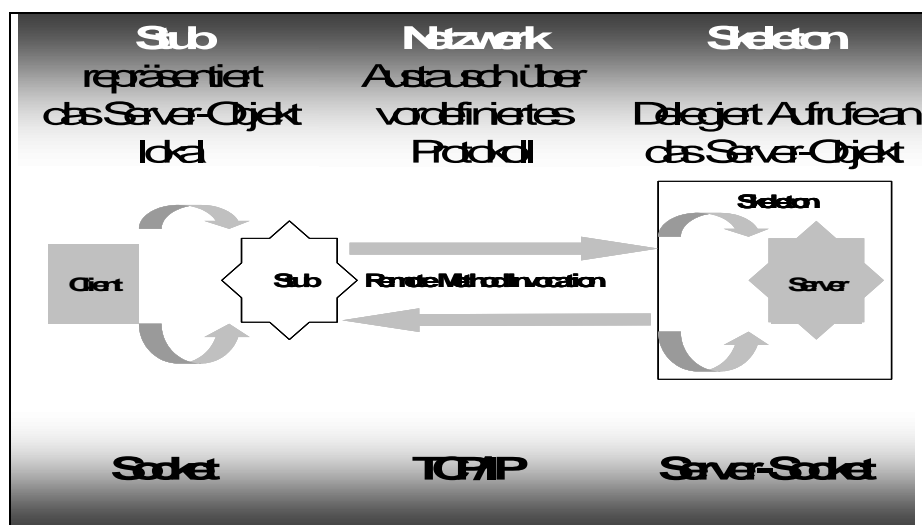 Stub
repräsentiert
das Server-Objekt
lokal
Netzwerk
Austausch über
vordefiniertes
Protokoll
Skeleton
Delegiert Aufrufe an
das Server-Objekt
Skeleton
Client
Stub
Remote Method Invocation
Server
Socket
TCP/IP
Server-Socket